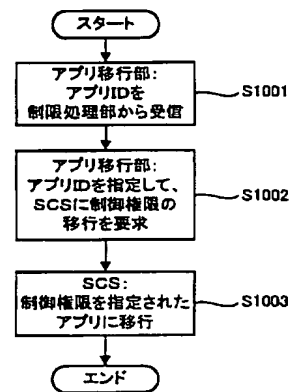 スタート
アプリ移行部:
アプリIDを
制限処理部から受信
S1001
アプリ移行部:
アプリIDを指定して、
SCSに制御権限の
移行を要求
S1002
SCS:
制御権限を指定された
アプリに移行
S1003
エンド